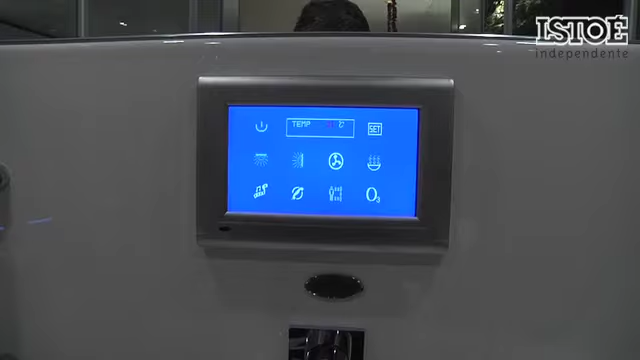 ISTOÉ
independente
TEMP °C
SET
O3